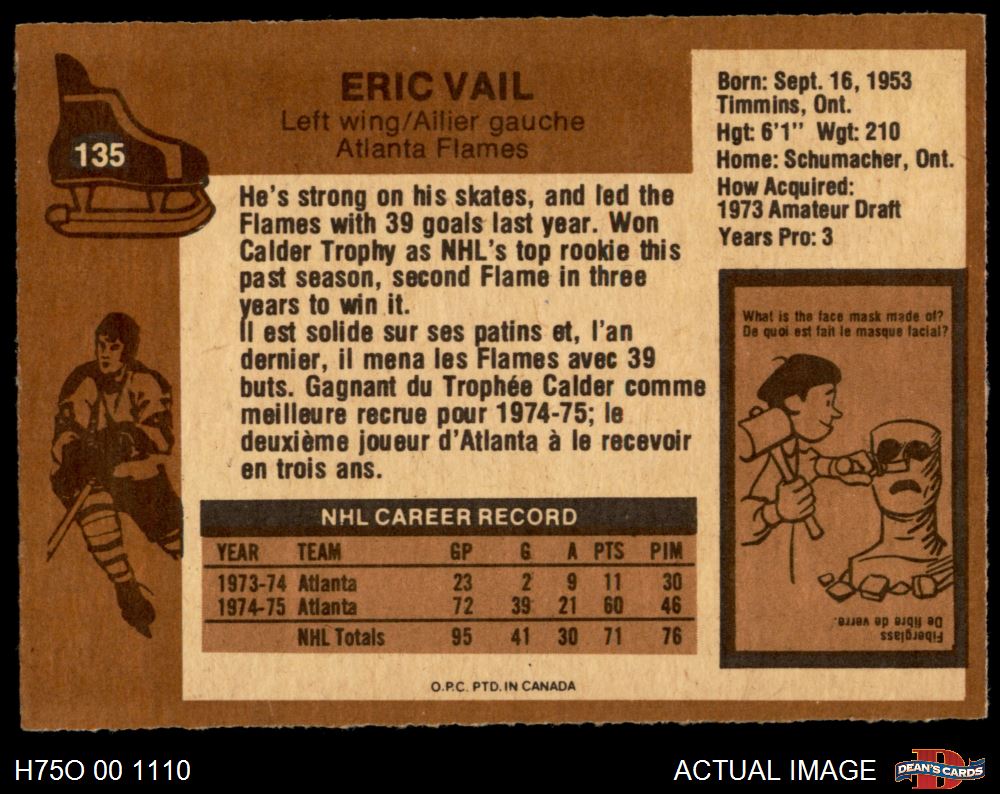 135
ERIC VAIL
Left wing/Ailier gauche
Atlanta Flames
He's strong on his skates, and led the
Flames with 39 goals last year. Won
Calder Trophy as NHL's top rookie this
past season, second Flame in three
years to win it.
Il est solide sur ses patins et, l'an
dernier, il mena les Flames avec 39
buts. Gagnant du Trophée Calder comme
meilleure recrue pour 1974-75; le
deuxième joueur d'Atlanta à le recevoir
en trois ans.
NHL CAREER RECORD
YEAR TEAM GP G A PTS PIM
1973-74 Atlanta 23 2 9 11 30
1974-75 Atlanta 72 39 21 60 46
NHL Totals 95 41 30 71 76
O.P.C. PTD. IN CANADA
Born: Sept. 16, 1953
Timmins, Ont.
Hgt: 6'1" Wgt: 210
Home: Schumacher, Ont.
How Acquired:
1973 Amateur Draft
Years Pro: 3
What is the face mask made of?
De quoi est fait le masque facial?
Fiberglass
De fibre de verre.
H75O 00 1110
ACTUAL IMAGE
D
DEAN'S CARDS